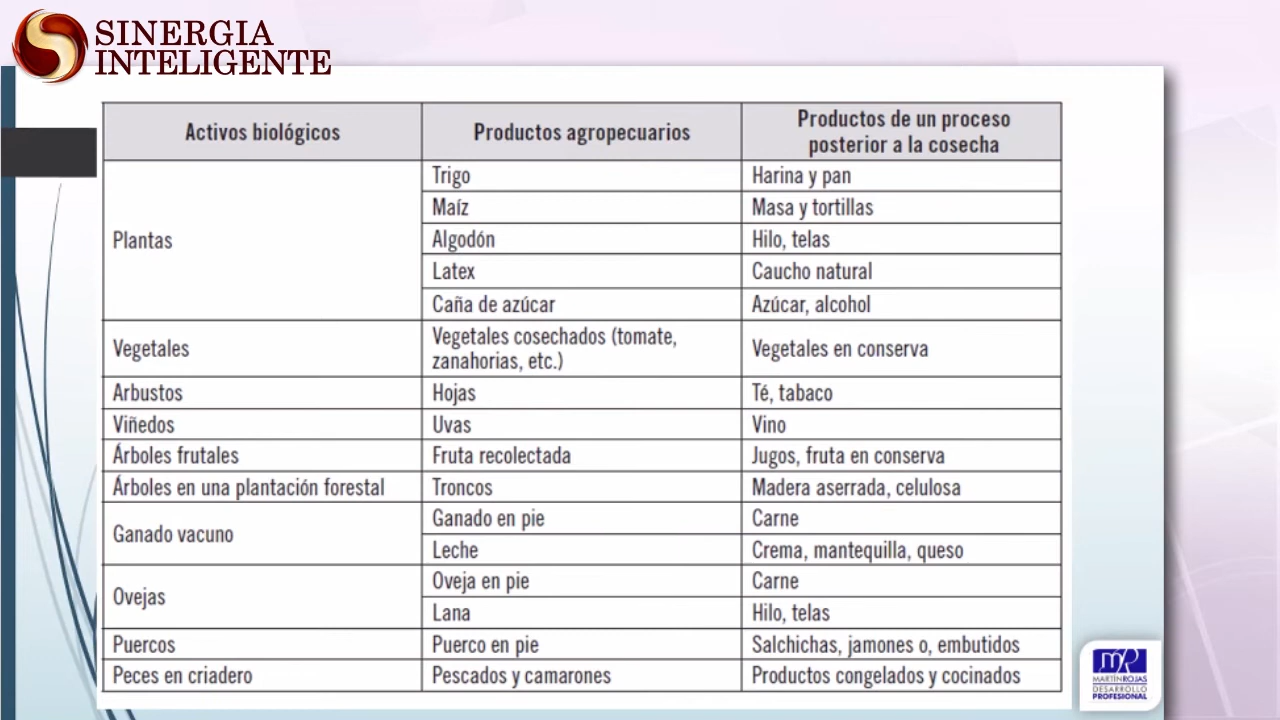 SINERGIA
INTELIGENTE
Activos biológicos
Productos agropecuarios
Productos de un proceso
posterior a la cosecha
Plantas
Trigo
Harina y pan
Maíz
Masa y tortillas
Algodón
Hilo, telas
Latex
Caucho natural
Caña de azúcar
Azúcar, alcohol
Vegetales
Vegetales cosechados (tomate,
zanahorias, etc.)
Vegetales en conserva
Arbustos
Hojas
Té, tabaco
Viñedos
Uvas
Vino
Árboles frutales
Fruta recolectada
Jugos, fruta en conserva
Árboles en una plantación forestal
Troncos
Madera aserrada, celulosa
Ganado vacuno
Ganado en pie
Carne
Leche
Crema, mantequilla, queso
Ovejas
Oveja en pie
Carne
Lana
Hilo, telas
Puercos
Puerco en pie
Salchichas, jamones o, embutidos
Peces en criadero
Pescados y camarones
Productos congelados y cocinados
MR
MARTÍNROJAS
DESARROLLO
PROFESIONAL